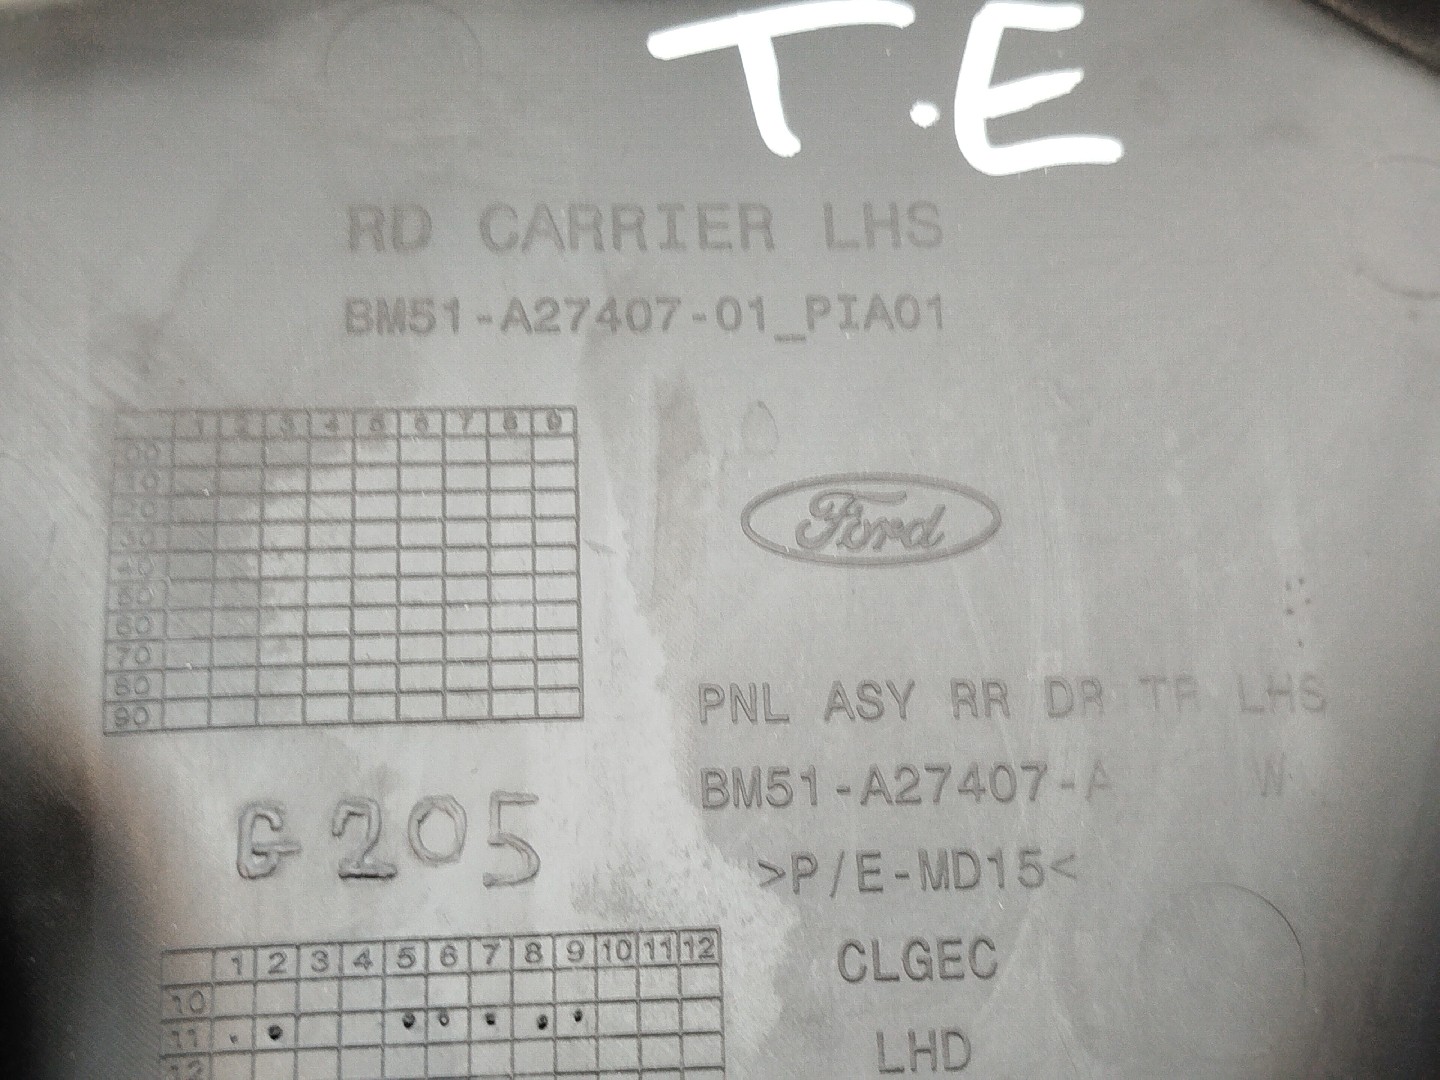 T.E
RD CARRIER LHS
BM51-A27407-01_PIA01
1 2 3 4 5 6 7 8 9
00
10
20
30
40
50
60
70
80
90
Ford
PNL ASY RR DR TR LHS
BM51-A27407-A W
>P/E-MD15<
G205
CLGEC
LHD
1 2 3 4 5 6 7 8 9 10 11 12
10
11
12